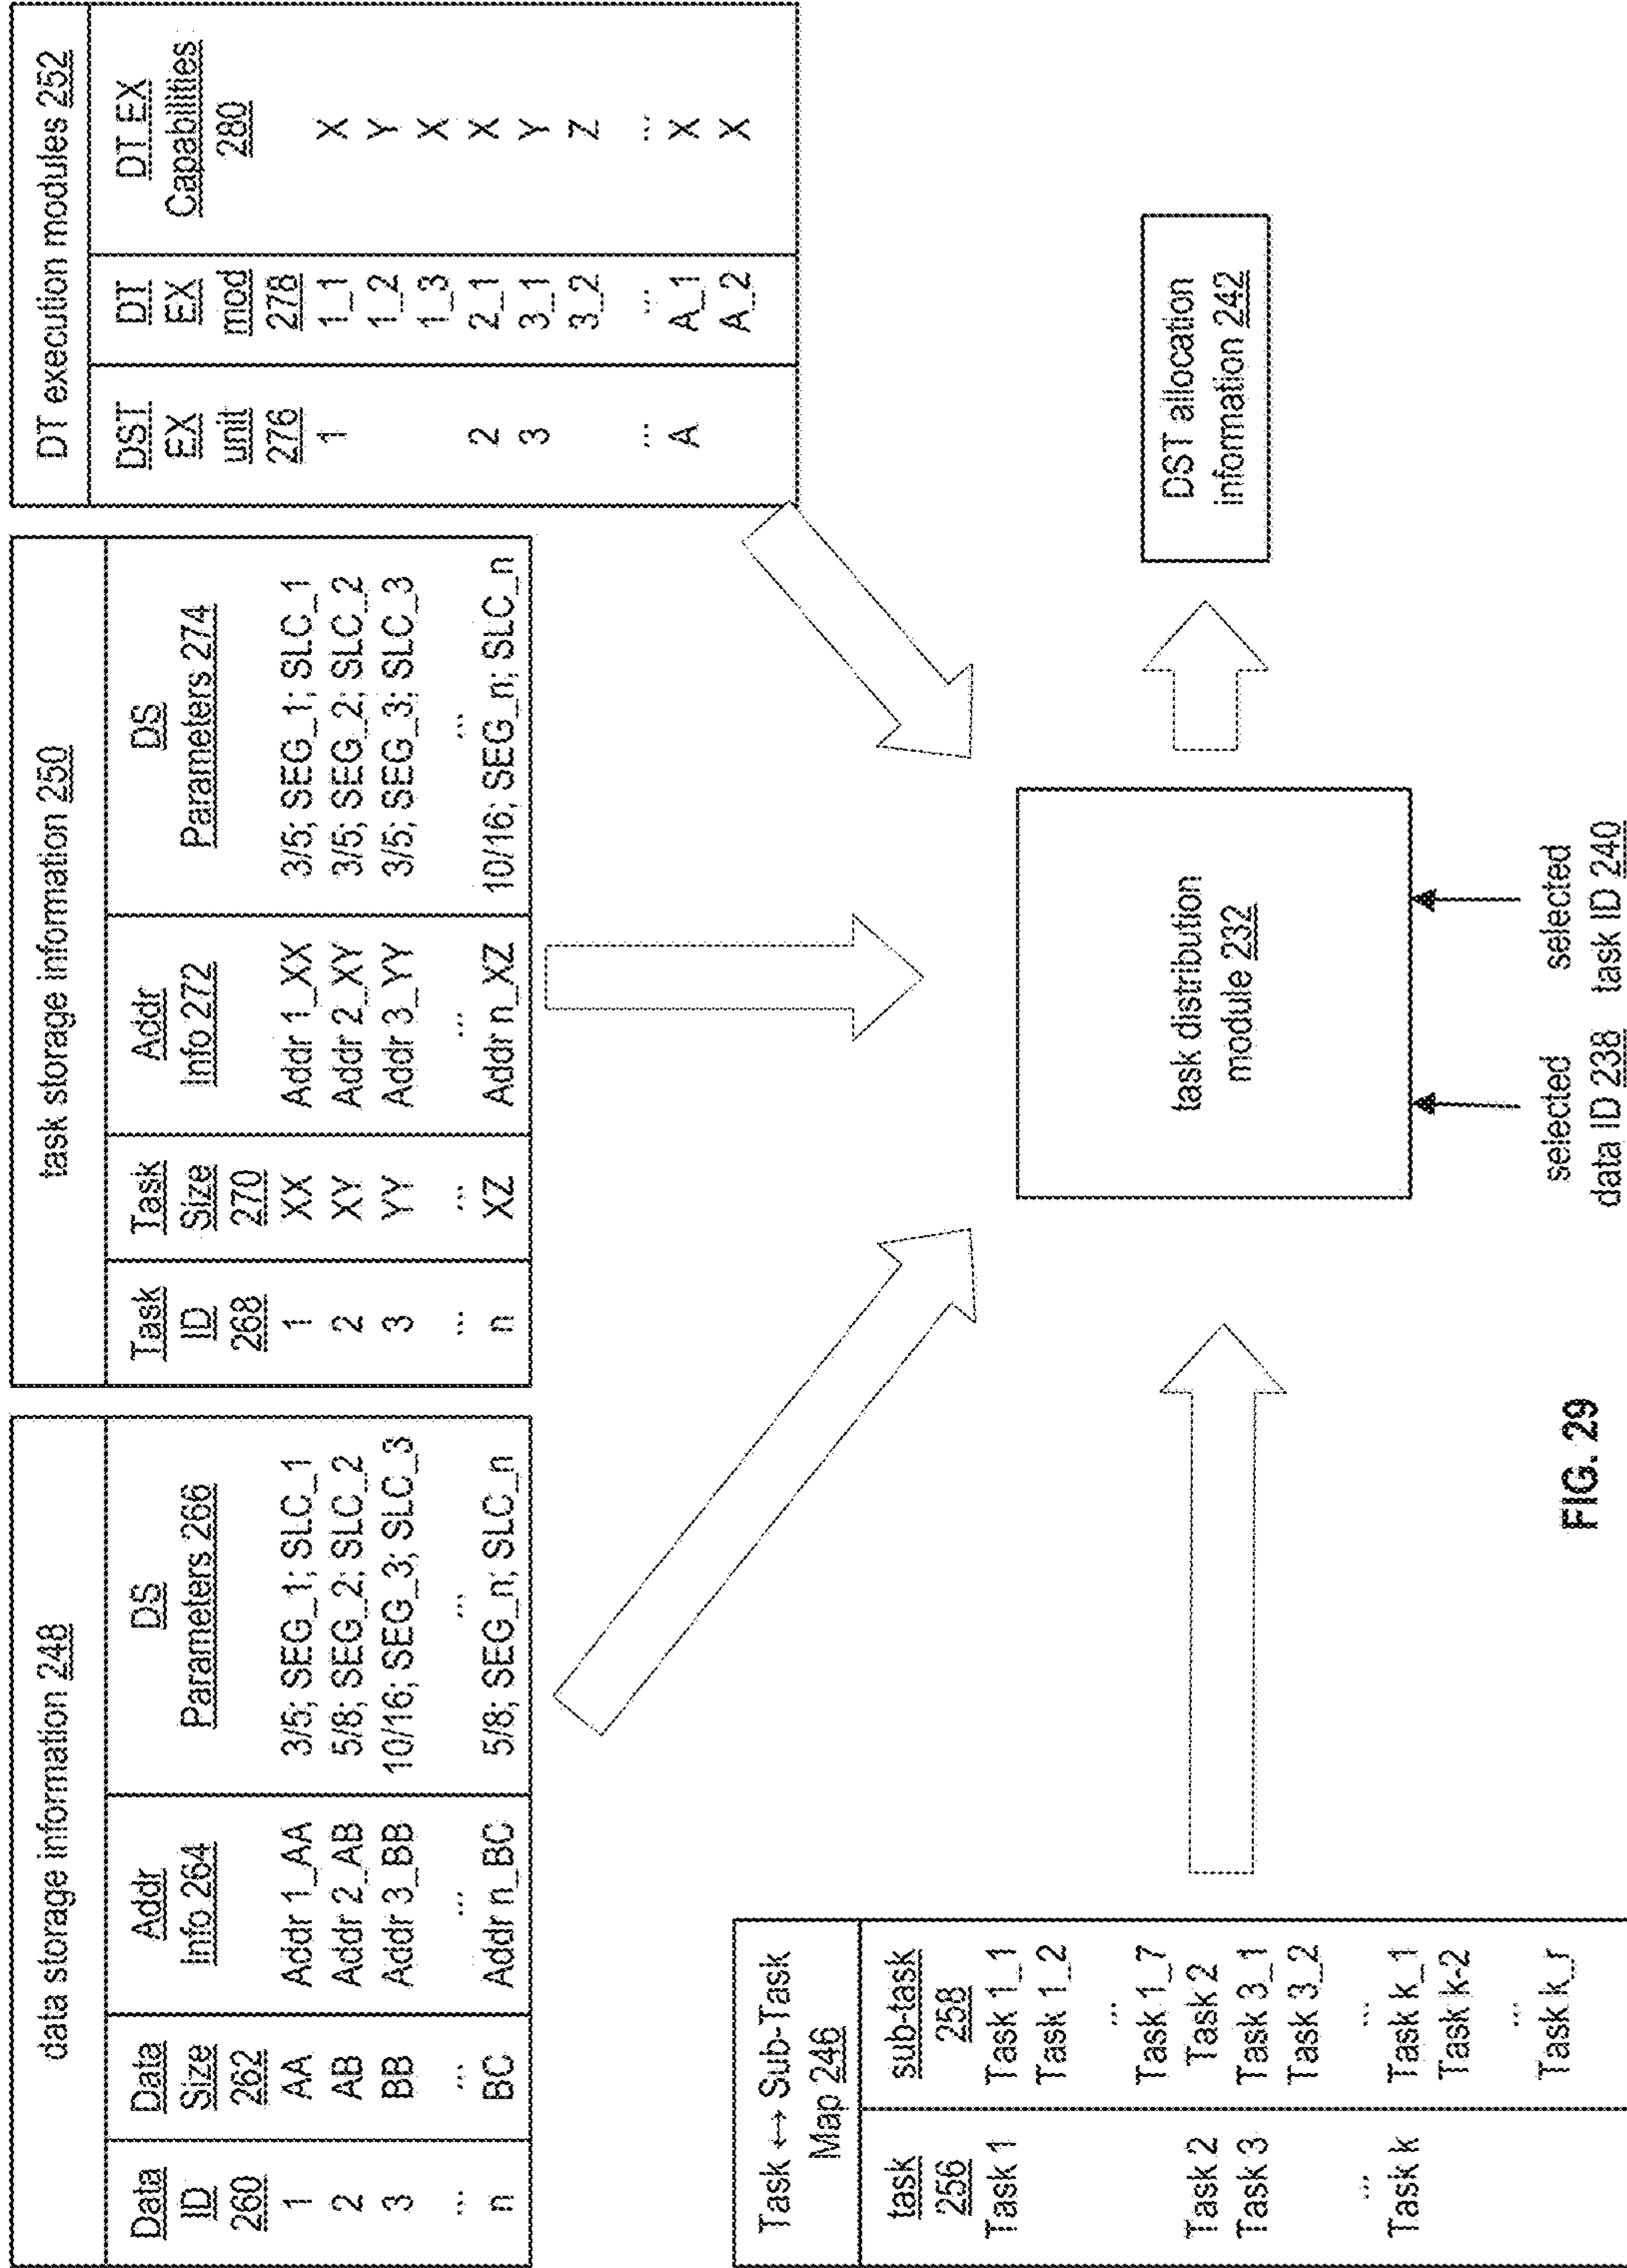 data storage information 248
Data ID 260 Data Size 262 Addr Info 264 DS Parameters 266
1 AA Addr 1_AA 3/5; SEG_1; SLC_1
2 AB Addr 2_AB 5/8; SEG_2; SLC_2
3 BB Addr 3_BB 10/16; SEG_3; SLC_3
... ... ... ...
n BC Addr n_BC 5/8; SEG_n; SLC_n
task storage information 250
Task ID 268 Task Size 270 Addr Info 272 DS Parameters 274
1 XX Addr 1_XX 3/5; SEG_1; SLC_1
2 XY Addr 2_XY 3/5; SEG_2; SLC_2
3 YY Addr 3_YY 3/5; SEG_3; SLC_3
... ... ... ...
n XZ Addr n_XZ 10/16; SEG_n; SLC_n
DT execution modules 252
DST EX unit 276 DT EX mod 278 DT EX Capabilities 280
1 1_1 X
1_2 Y
1_3 X
2 2_1 X
3 3_1 Y
3_2 Z
... ... ...
A A_1 X
A_2 X
Task ↔ Sub-Task
Map 246
task 256 sub-task 258
Task 1 Task 1_1
Task 1_2
...
Task 1_7
Task 2 Task 2
Task 3 Task 3_1
Task 3_2
... ...
Task k Task k_1
Task k-2
...
Task k_r
task distribution
module 232
DST allocation
information 242
selected
data ID 238
selected
task ID 240
FIG. 29